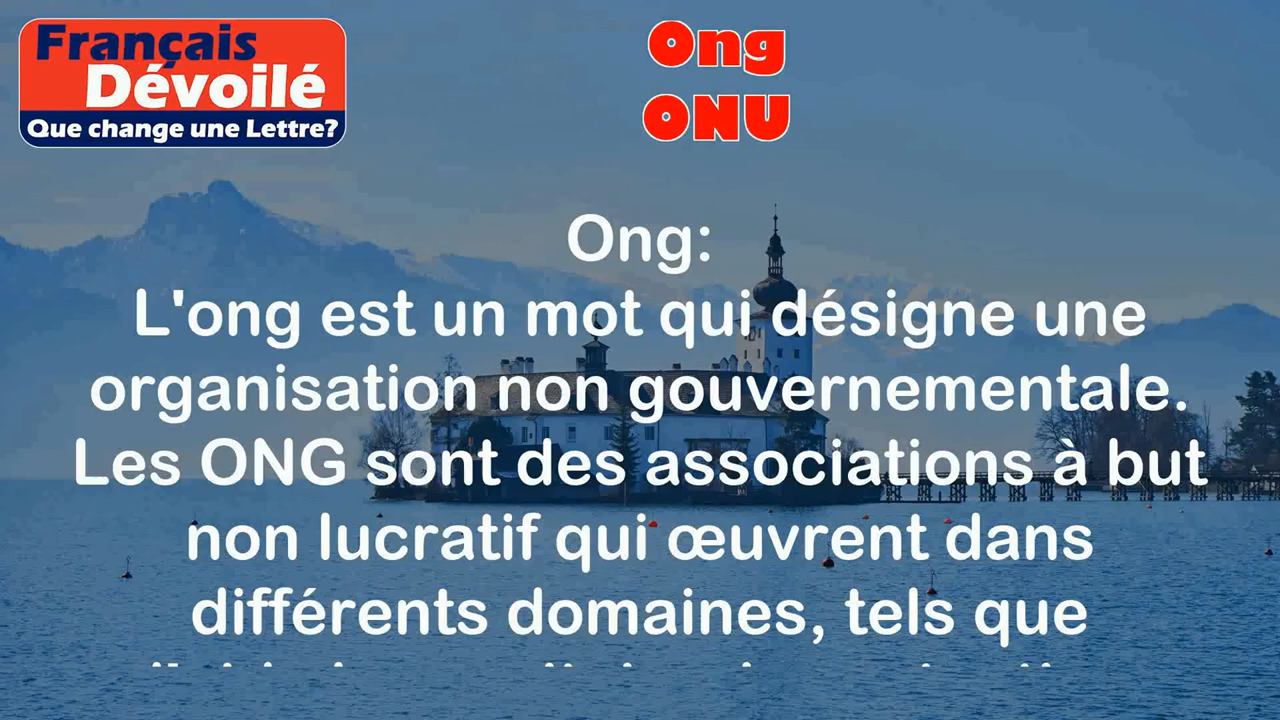 Français
Dévoilé
Que change une Lettre?
Ong
ONU
Ong:
L'ong est un mot qui désigne une
organisation non gouvernementale.
Les ONG sont des associations à but
non lucratif qui œuvrent dans
différents domaines, tels que